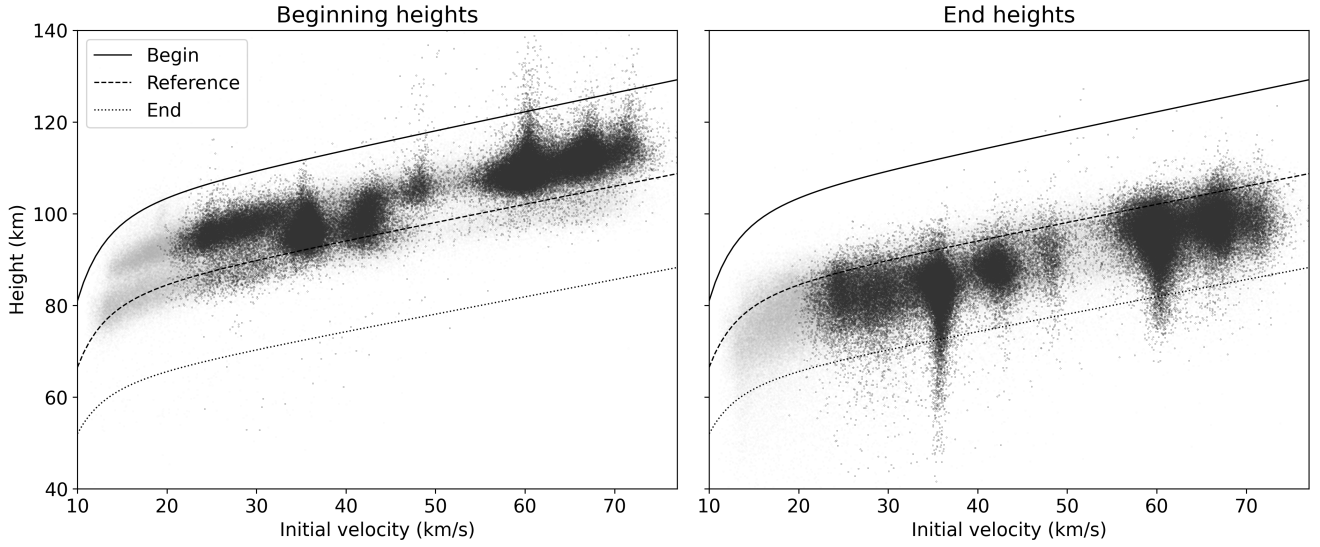 Beginning heights
End heights
Begin
Reference
End
Height (km)
140
120
100
80
60
40
10 20 30 40 50 60 70
10 20 30 40 50 60 70
Initial velocity (km/s)
Initial velocity (km/s)